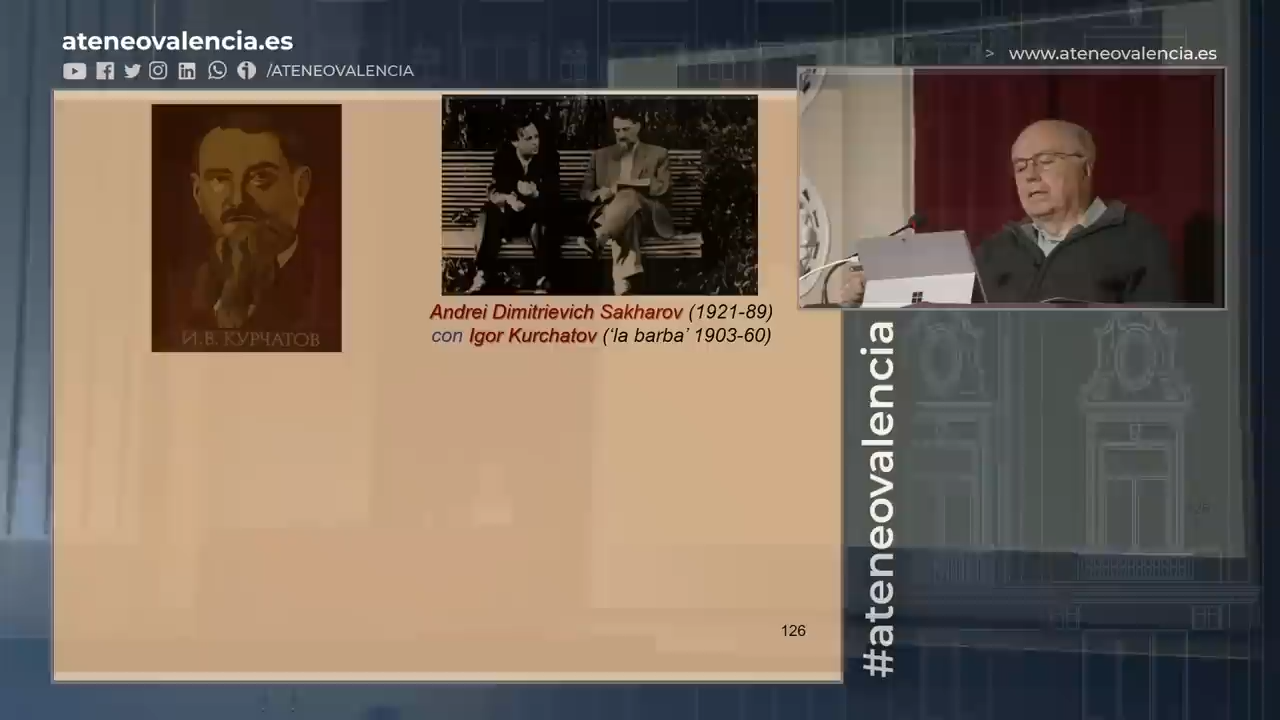 ateneovalencia.es
/ATENEOVALENCIA
> www.ateneovalencia.es
И.В. КУРЧАТОВ
Andrei Dimitrievich Sakharov (1921-89)
con Igor Kurchatov (‘la barba’ 1903-60)
#ateneovalencia
126